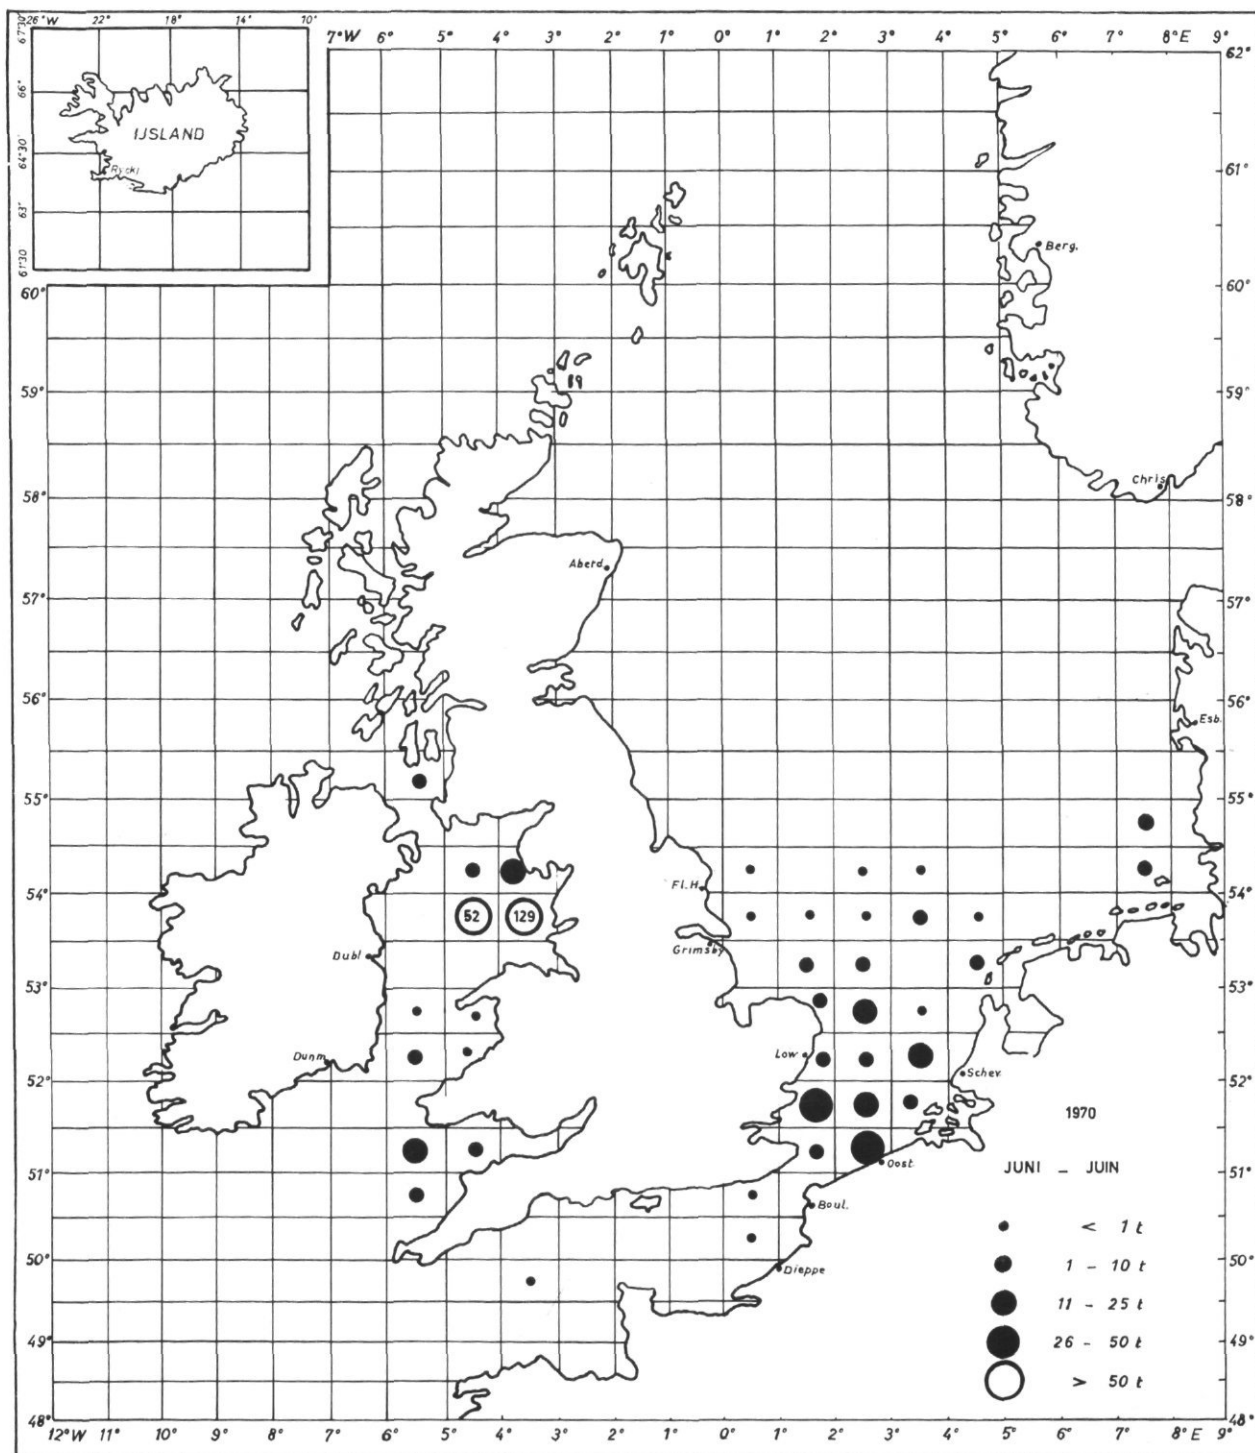 26°W 22° 18° 14° 10°
67°30
66°
64°30
63°
61°30
IJSLAND
Rycki
7°W 6° 5° 4° 3° 2° 1° 0° 1° 2° 3° 4° 5° 6° 7° 8°E 9°
62°
61°
60° 60°
59° 59°
58° 58°
57° 57°
56° 56°
55° 55°
54° 54°
53° 53°
52° 52°
51° 51°
50° 50°
49° 49°
48° 48°
Berg.
Chris
Aberd
Esb.
Fl.H.
52 129
Dubl
Grimsby
Dunm
Low
Schev.
Oost.
Boul.
Dieppe
1970
JUNI - JUIN
< 1 t
1 - 10 t
11 - 25 t
26 - 50 t
> 50 t
12°W 11° 10° 9° 8° 7° 6° 5° 4° 3° 2° 1° 0° 1° 2° 3° 4° 5° 6° 7° 8°E 9°